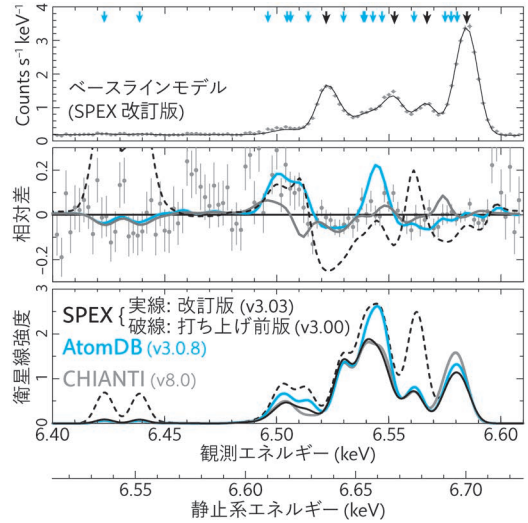 Counts s⁻¹ keV⁻¹
4
3
2
1
0
ベースラインモデル
(SPEX 改訂版)
相対差
0.2
0
−0.2
衛星線強度
3
2
1
0
SPEX { 実線: 改訂版 (v3.03)
破線: 打ち上げ前版 (v3.00)
AtomDB (v3.0.8)
CHIANTI (v8.0)
6.40 6.45 6.50 6.55 6.60
観測エネルギー (keV)
6.55 6.60 6.65 6.70
静止系エネルギー (keV)